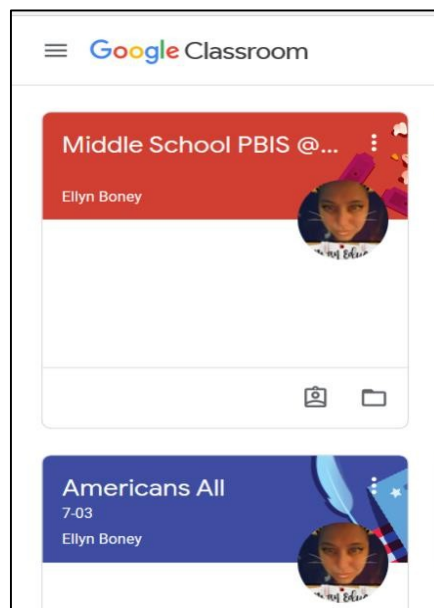 Google Classroom
Middle School PBIS @...
Ellyn Boney
Americans All
7-03
Ellyn Boney